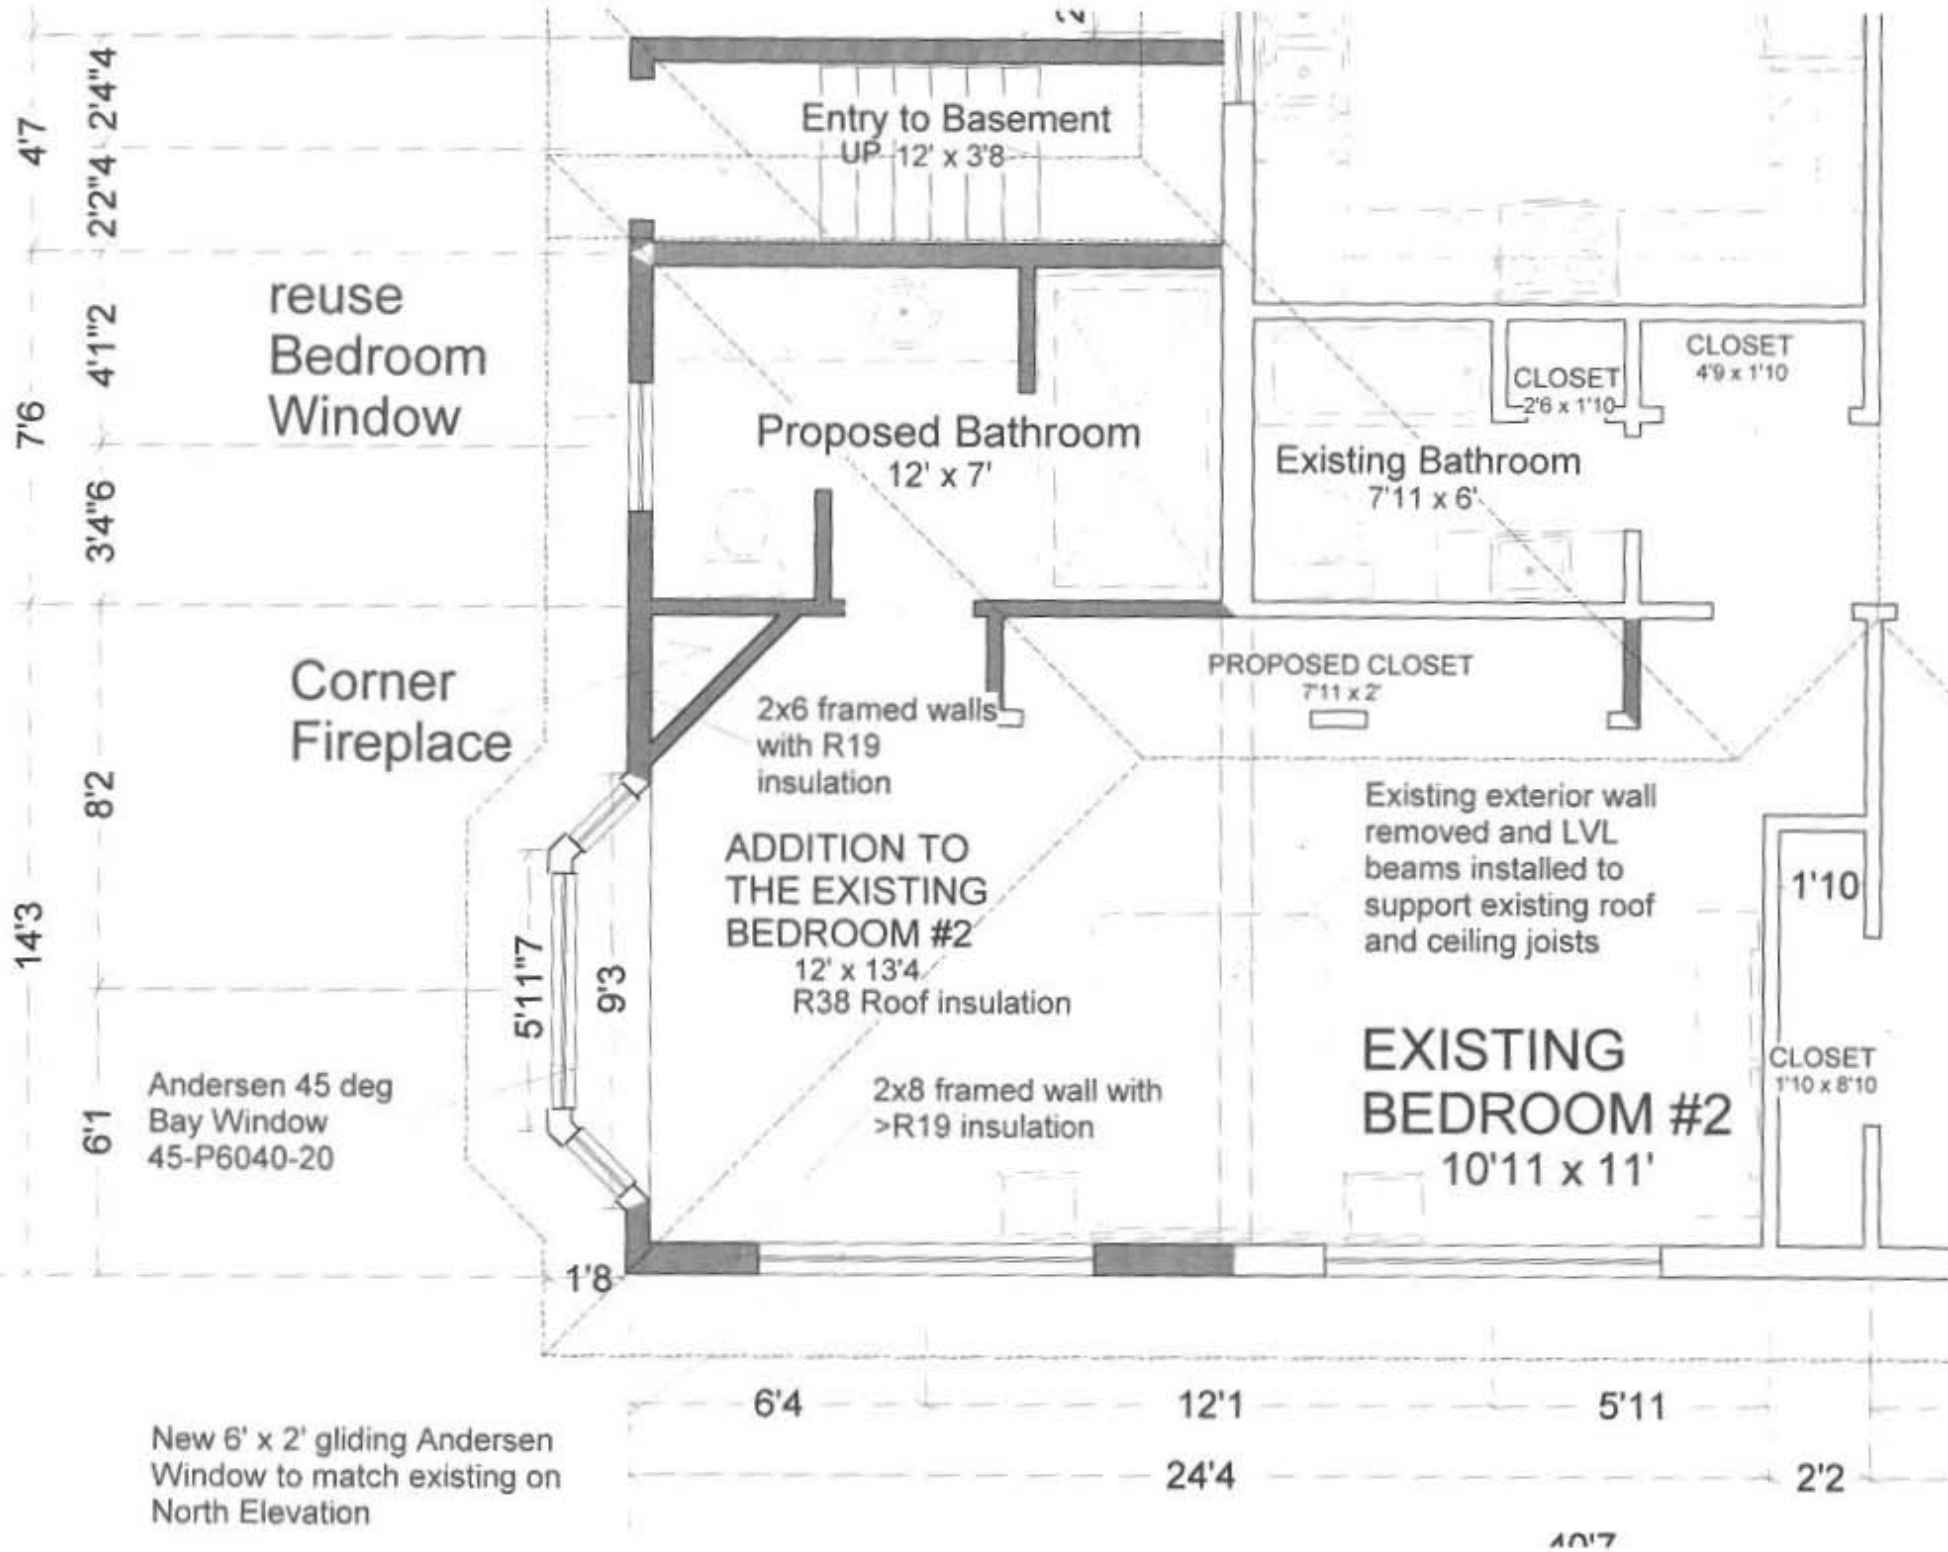 2'4"4
4'7
2'2"4
Entry to Basement
UP 12' x 3'8
reuse
Bedroom
Window
4'1"2
7'6
3'4"6
Proposed Bathroom
12' x 7'
CLOSET
2'6 x 1'10
CLOSET
4'9 x 1'10
Existing Bathroom
7'11 x 6'
Corner
Fireplace
PROPOSED CLOSET
7'11 x 2'
2x6 framed walls
with R19
insulation
8'2
14'3
6'1
5'11"7
9'3
ADDITION TO
THE EXISTING
BEDROOM #2
12' x 13'4
R38 Roof insulation
Existing exterior wall
removed and LVL
beams installed to
support existing roof
and ceiling joists
1'10
2x8 framed wall with
>R19 insulation
EXISTING
BEDROOM #2
10'11 x 11'
CLOSET
1'10 x 8'10
Andersen 45 deg
Bay Window
45-P6040-20
1'8
6'4
12'1
5'11
24'4
2'2
New 6' x 2' gliding Andersen
Window to match existing on
North Elevation